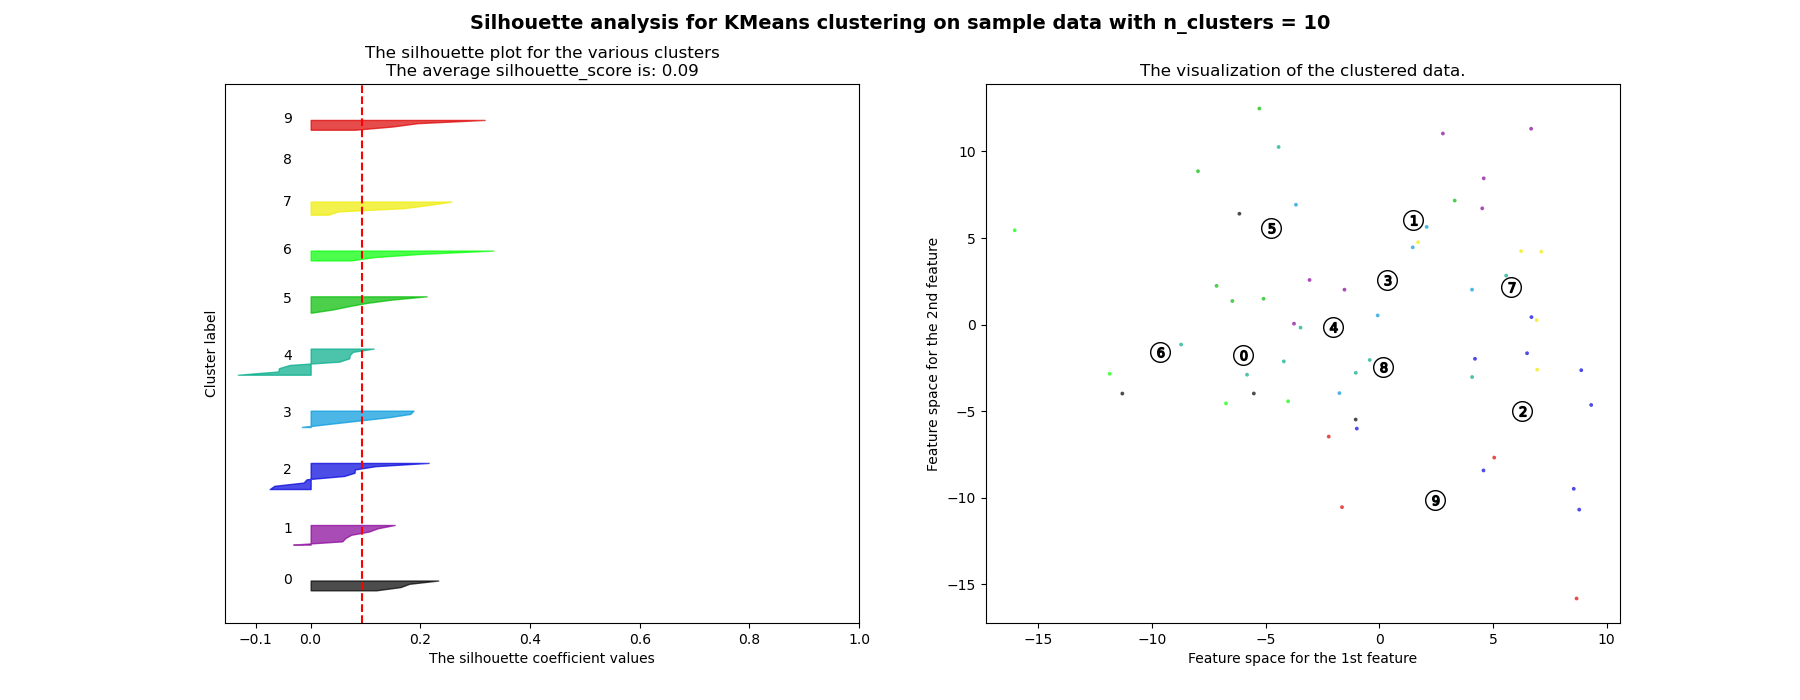 Silhouette analysis for KMeans clustering on sample data with n_clusters = 10
The silhouette plot for the various clusters
The average silhouette_score is: 0.09
9
8
7
6
5
4
3
2
1
0
Cluster label
−0.1 0.0 0.2 0.4 0.6 0.8 1.0
The silhouette coefficient values
The visualization of the clustered data.
10
5
0
−5
−10
−15
Feature space for the 2nd feature
1
5
3
7
4
6
0
8
2
9
−15 −10 −5 0 5 10
Feature space for the 1st feature